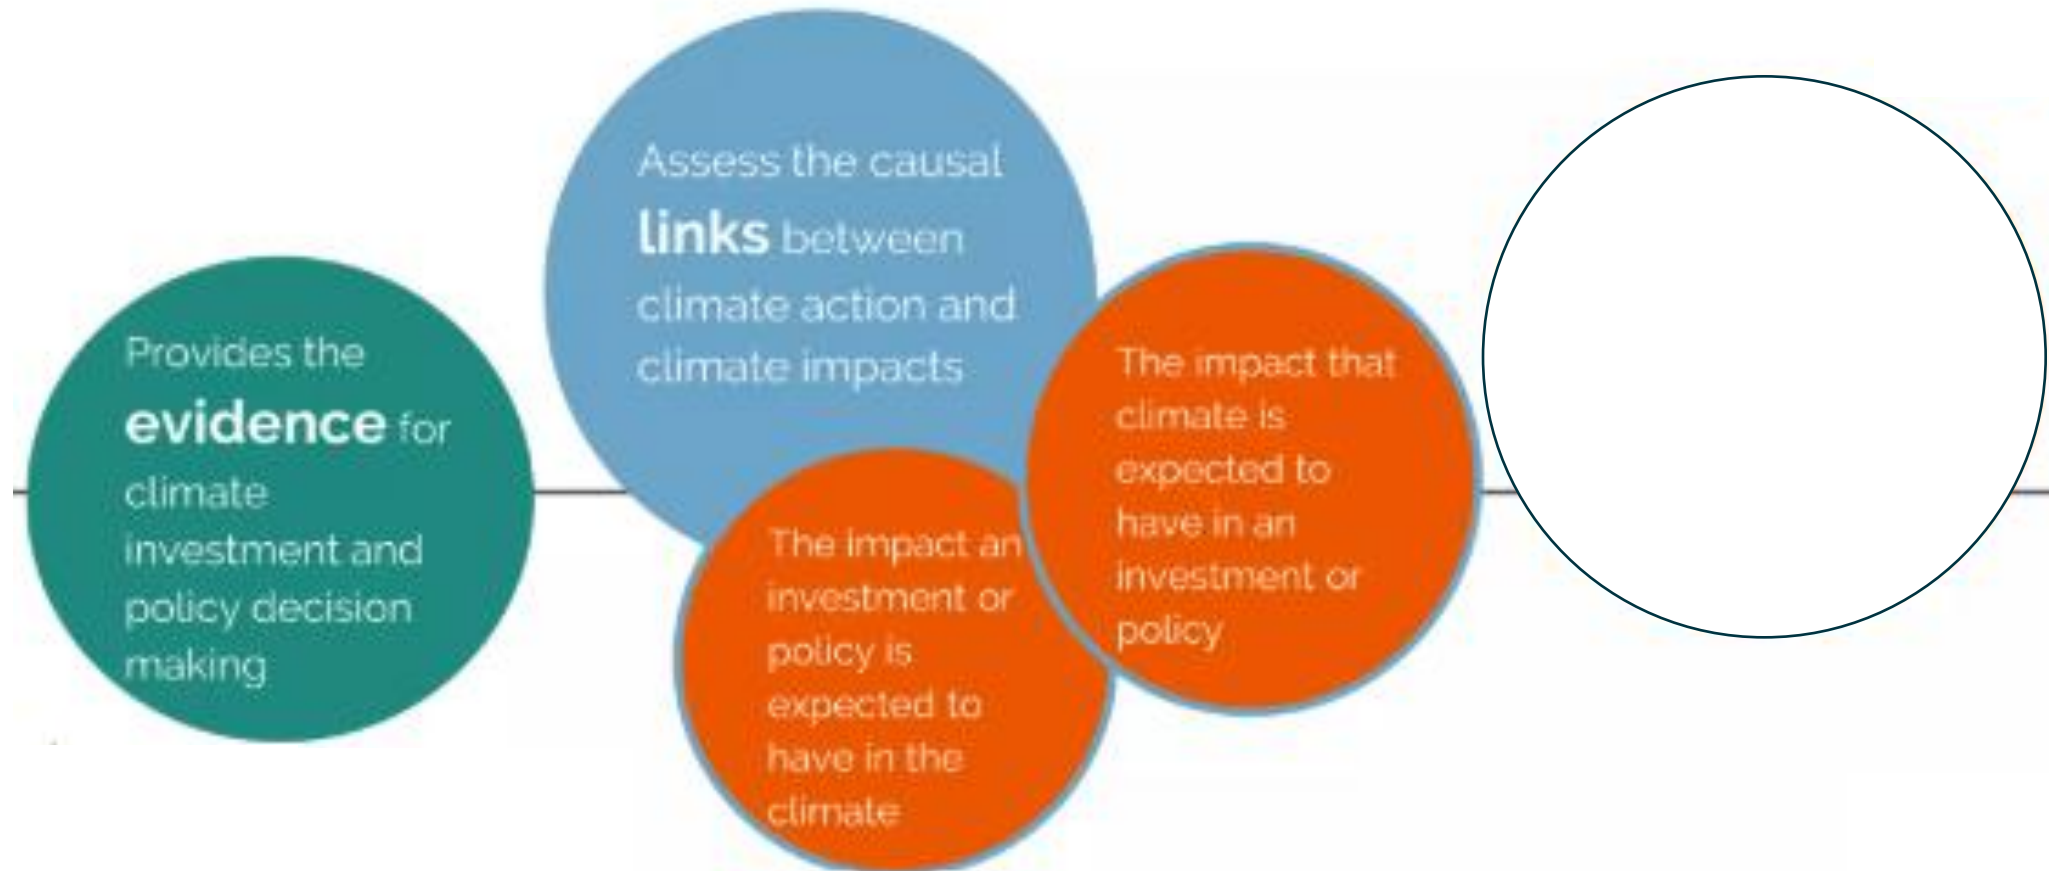 Provides the
evidence for
climate
investment and
policy decision
making
Assess the causal
links between
climate action and
climate impacts
The impact an
investment or
policy is
expected to
have in the
climate
The impact that
climate is
expected to
have in an
investment or
policy